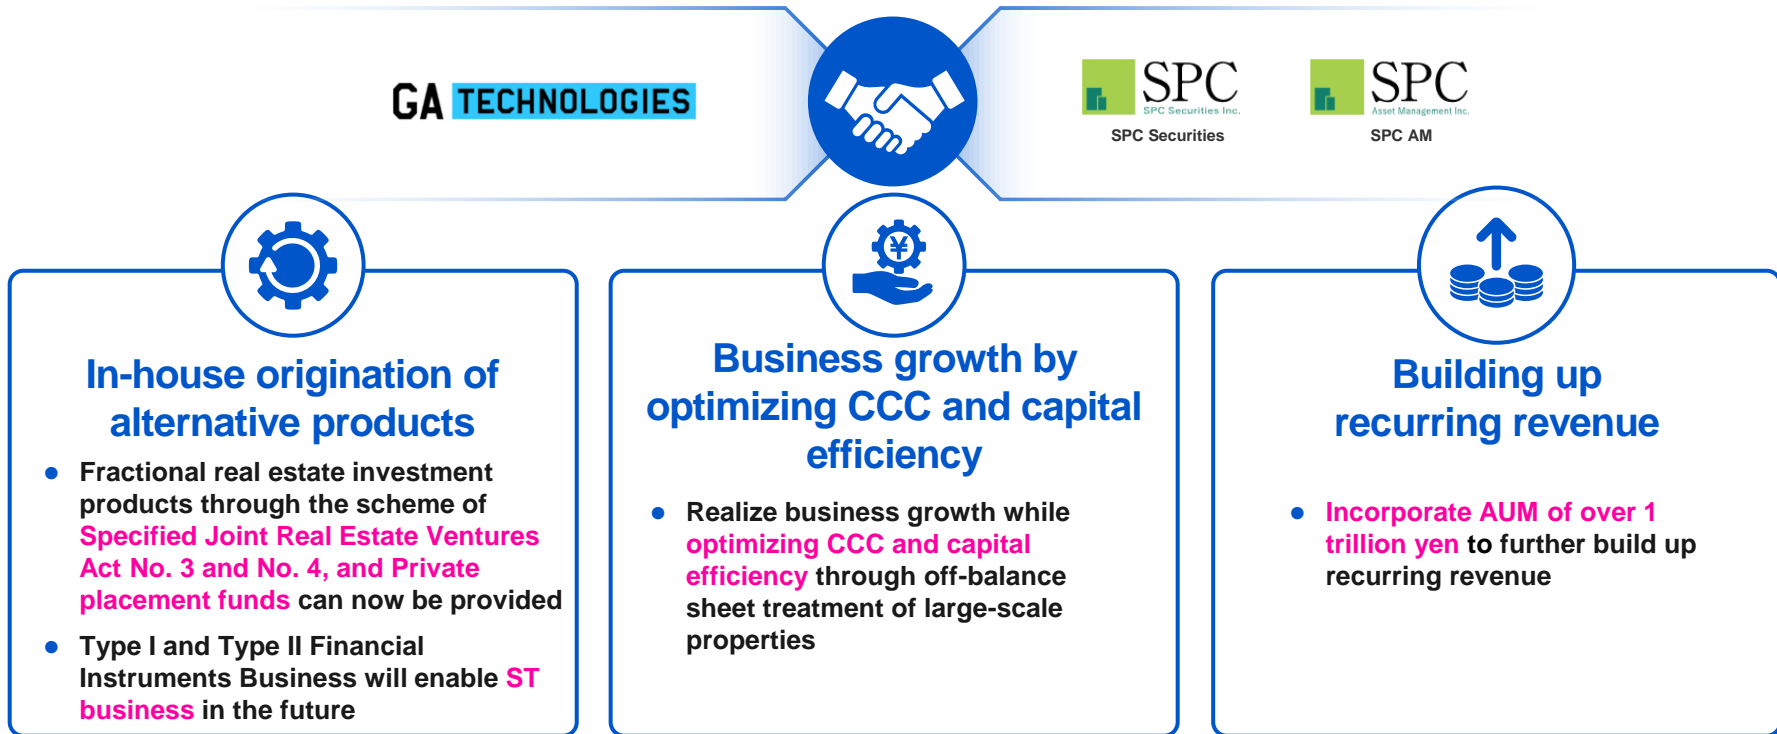 GA TECHNOLOGIES
SPC
SPC Securities Inc.
SPC Securities
SPC
Asset Management Inc.
SPC AM
¥
In-house origination of
alternative products
● Fractional real estate investment
products through the scheme of
Specified Joint Real Estate Ventures
Act No. 3 and No. 4, and Private
placement funds can now be provided
● Type I and Type II Financial
Instruments Business will enable ST
business in the future
Business growth by
optimizing CCC and capital
efficiency
● Realize business growth while
optimizing CCC and capital
efficiency through off-balance
sheet treatment of large-scale
properties
Building up
recurring revenue
● Incorporate AUM of over 1
trillion yen to further build up
recurring revenue